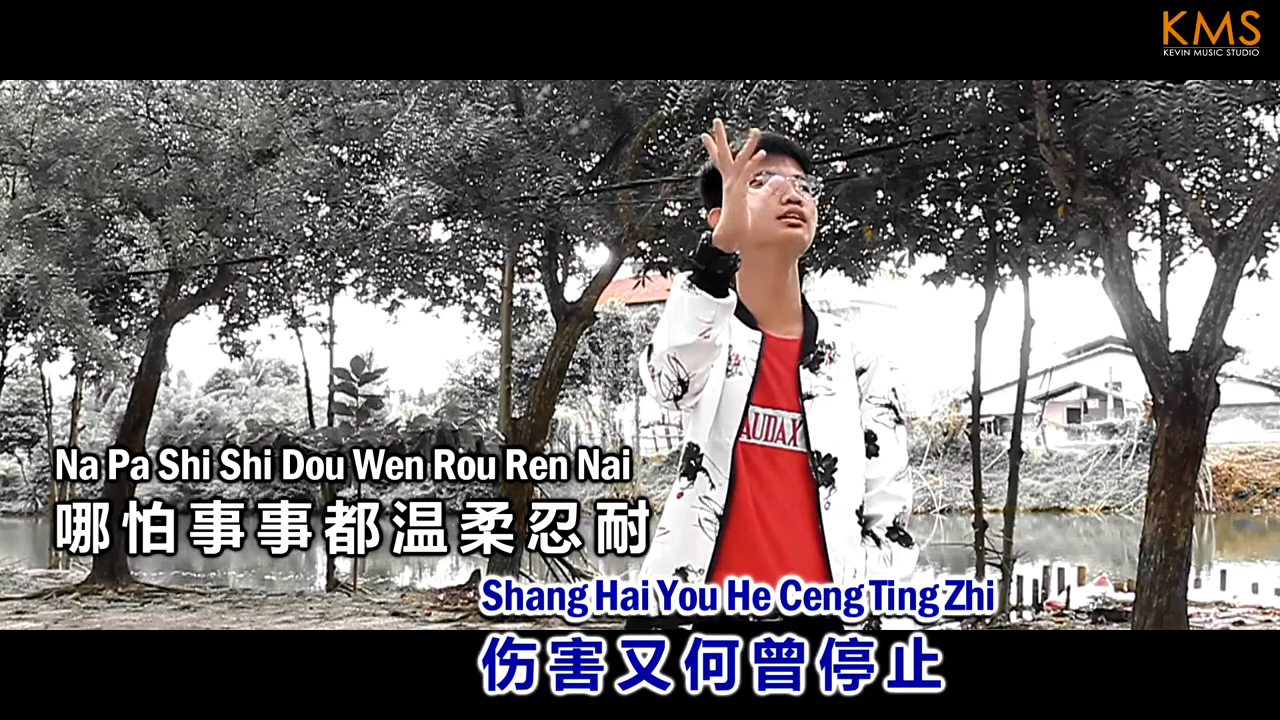 KMS
KEVIN MUSIC STUDIO
AUDAX
Na Pa Shi Shi Dou Wen Rou Ren Nai
哪怕事事都温柔忍耐
Shang Hai You He Ceng Ting Zhi
伤害又何曾停止